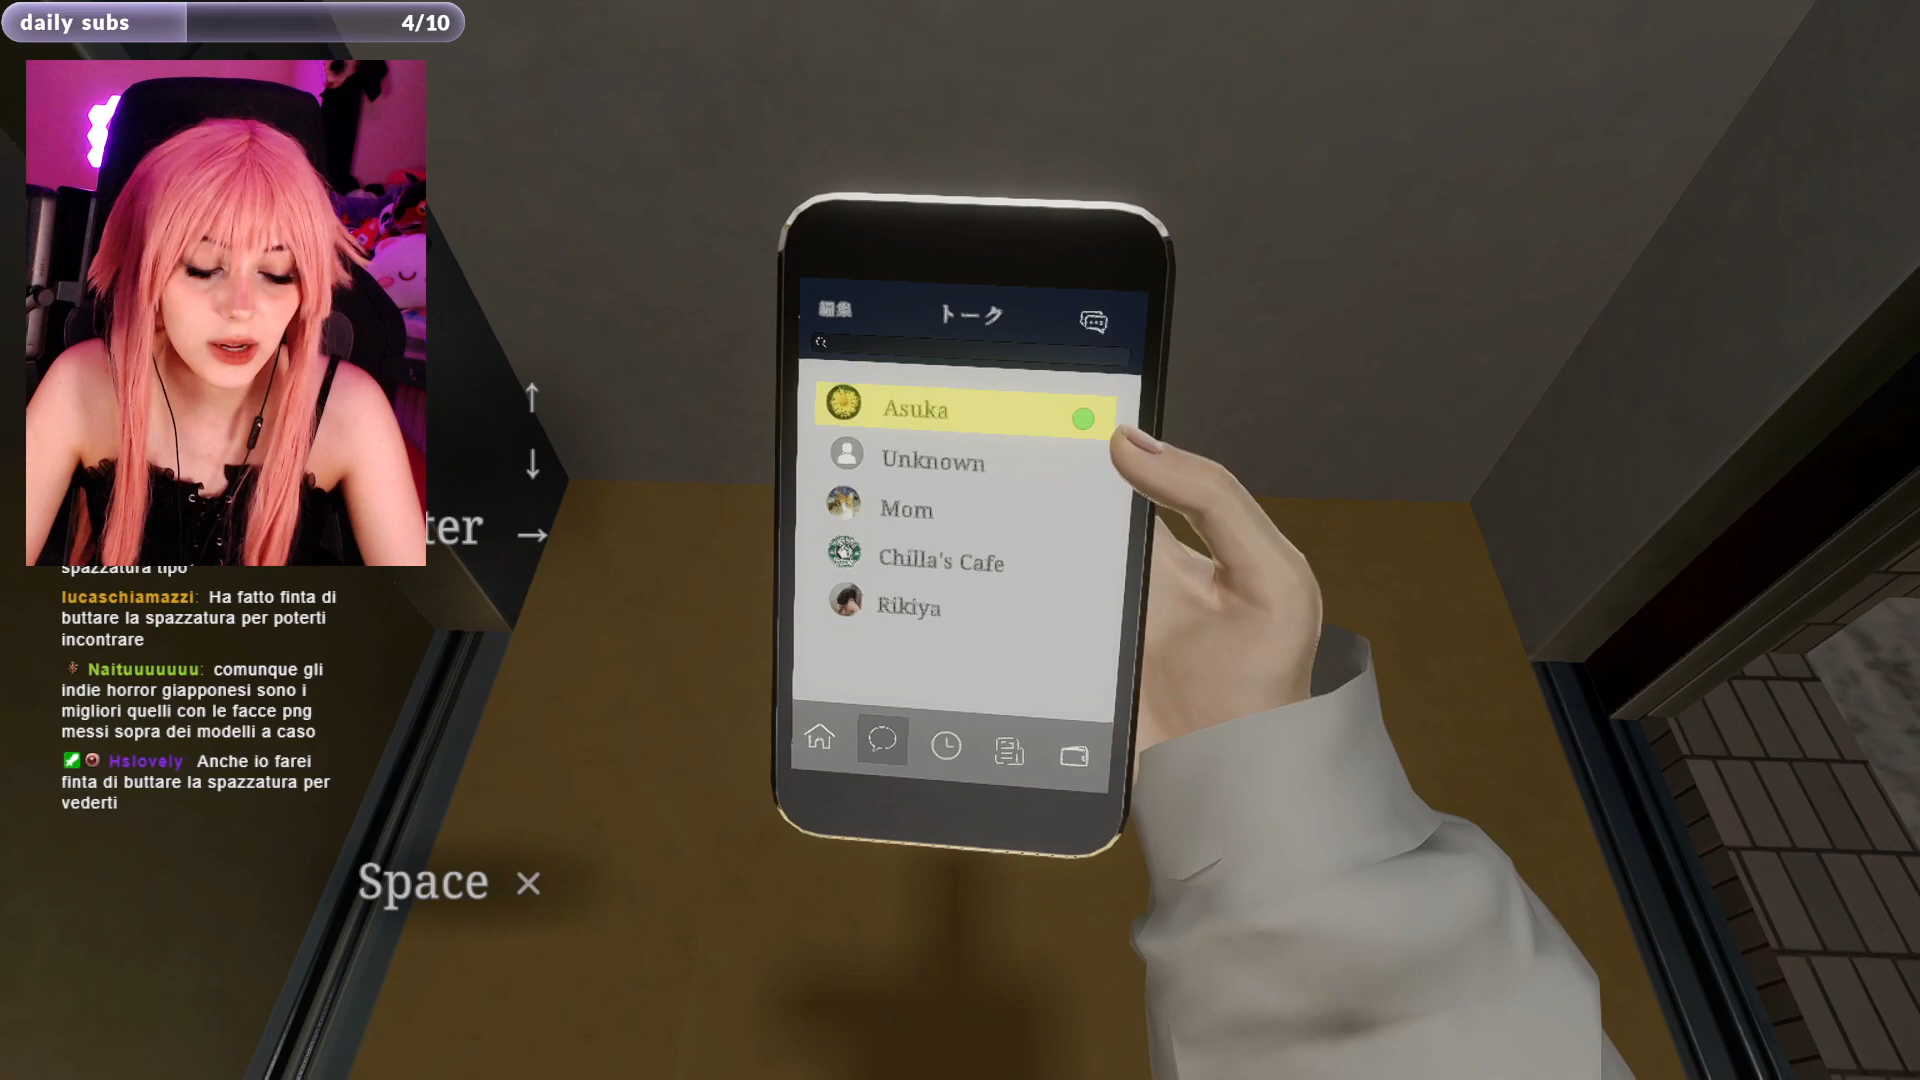 daily subs
4/10
編集
トーク
Asuka
Unknown
Mom
Chilla's Cafe
Rikiya
ter
Space ×
spazzatura tipo
lucaschiamazzi: Ha fatto finta di
buttare la spazzatura per poterti
incontrare
Naituuuuuuu: comunque gli
indie horror giapponesi sono i
migliori quelli con le facce png
messi sopra dei modelli a caso
Hslovely: Anche io farei
finta di buttare la spazzatura per
vederti